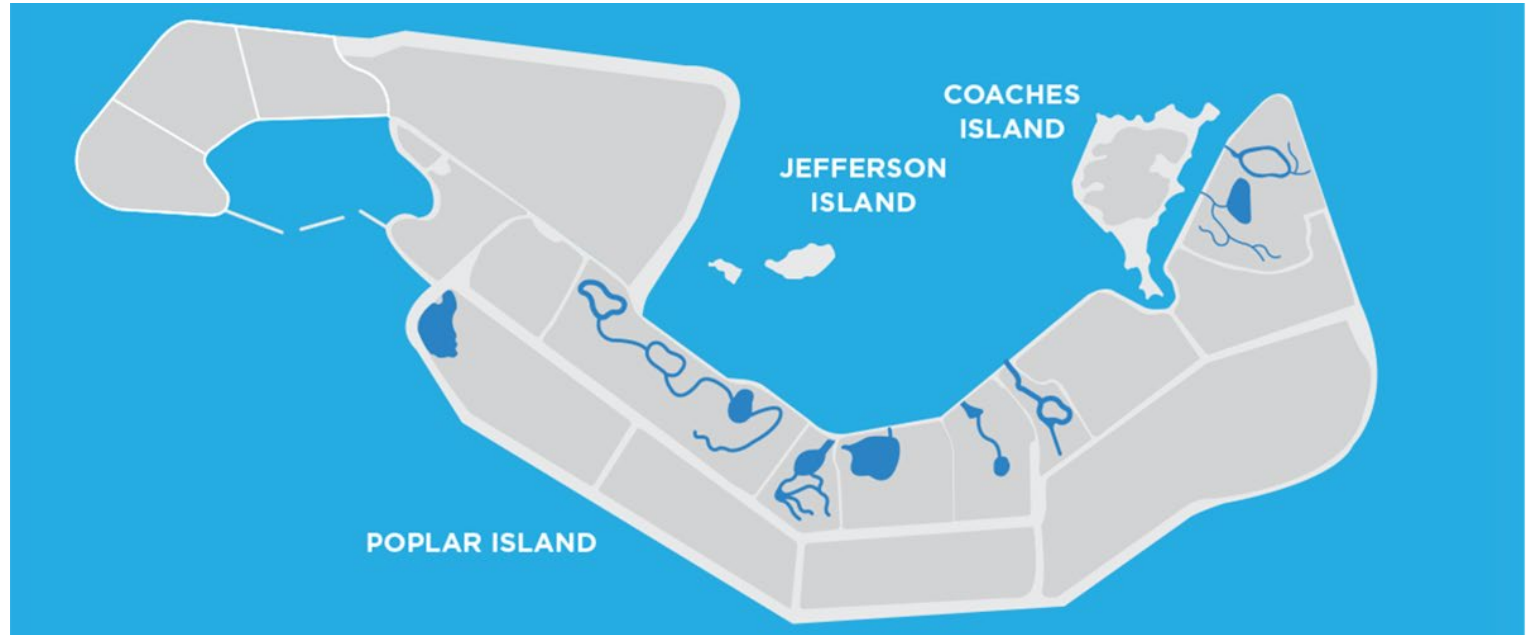 COACHES
ISLAND
JEFFERSON
ISLAND
POPLAR ISLAND